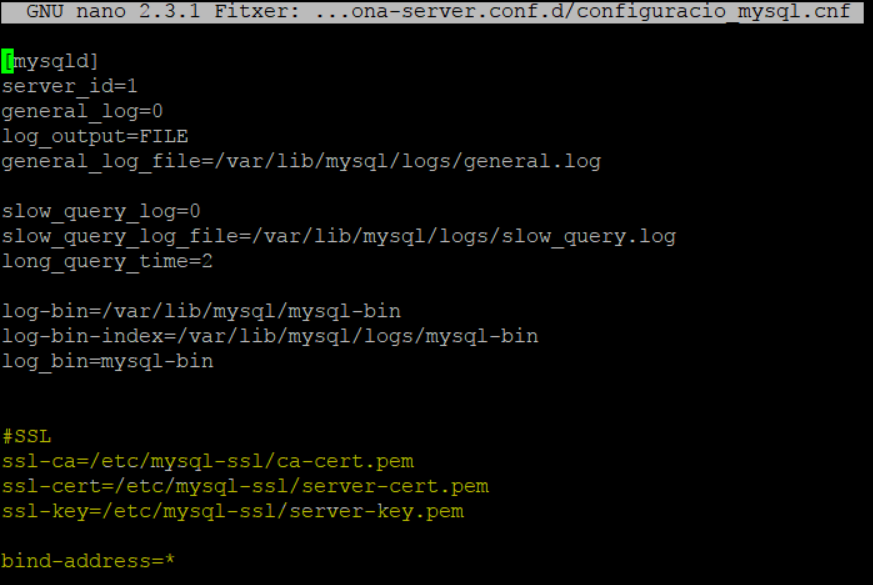 GNU nano 2.3.1 Fitxer: ...ona-server.conf.d/configuracio_mysql.cnf
[mysqld]
server_id=1
general_log=0
log_output=FILE
general_log_file=/var/lib/mysql/logs/general.log
slow_query_log=0
slow_query_log_file=/var/lib/mysql/logs/slow_query.log
long_query_time=2
log-bin=/var/lib/mysql/mysql-bin
log-bin-index=/var/lib/mysql/logs/mysql-bin
log_bin=mysql-bin
#SSL
ssl-ca=/etc/mysql-ssl/ca-cert.pem
ssl-cert=/etc/mysql-ssl/server-cert.pem
ssl-key=/etc/mysql-ssl/server-key.pem
bind-address=*